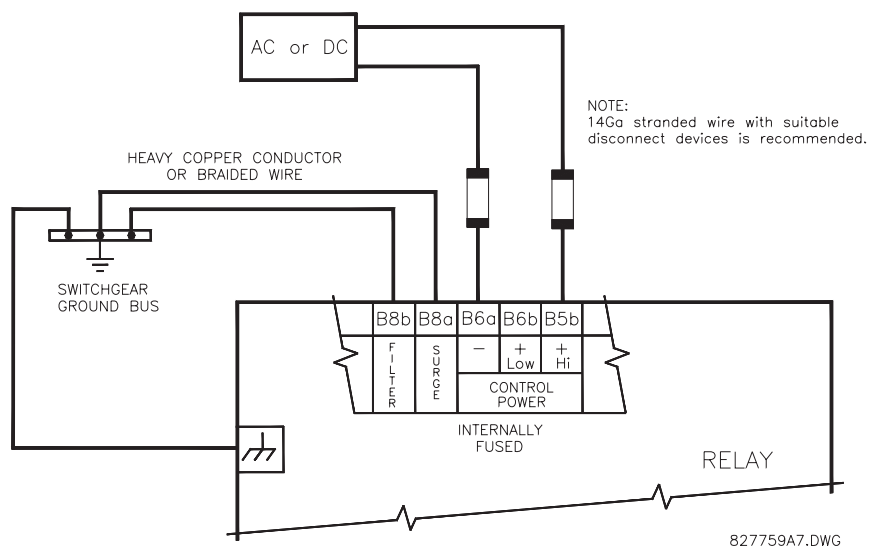 AC or DC
NOTE:
14Ga stranded wire with suitable
disconnect devices is recommended.
HEAVY COPPER CONDUCTOR
OR BRAIDED WIRE
SWITCHGEAR
GROUND BUS
B8b B8a B6a B6b B5b
FILTER
SURGE
−
+
Low
+
Hi
CONTROL
POWER
INTERNALLY
FUSED
RELAY
827759A7.DWG